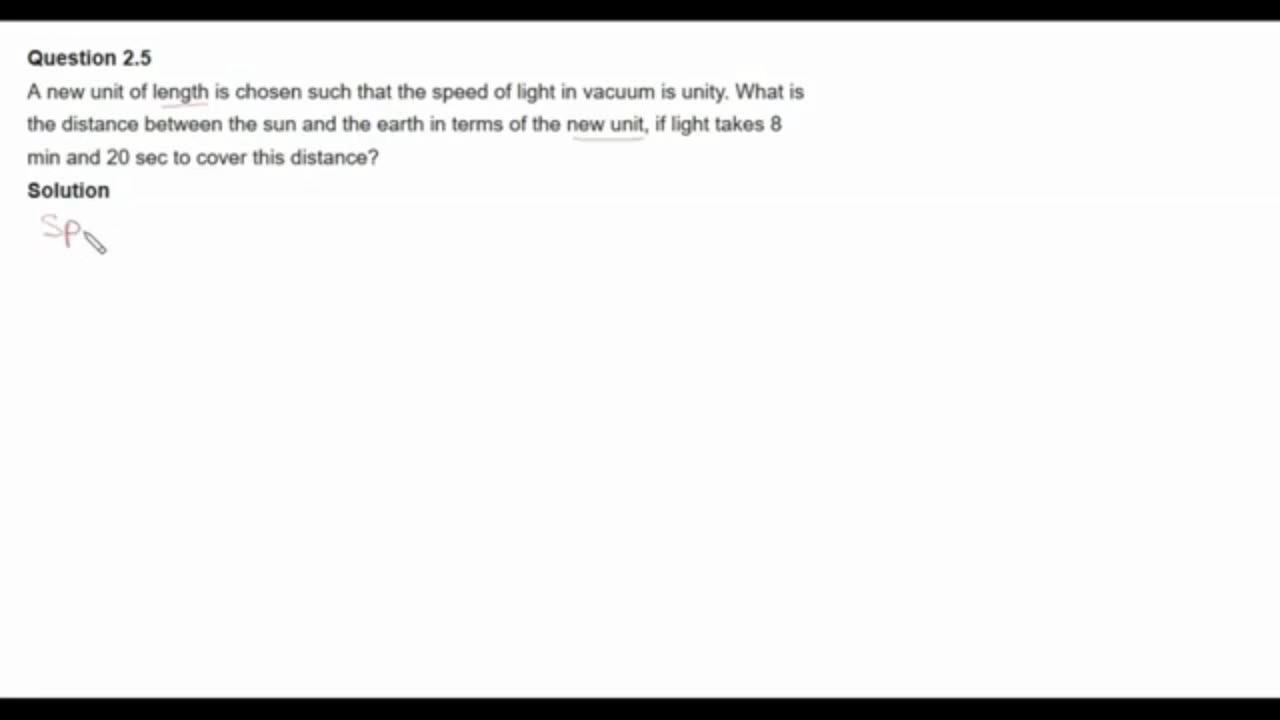 Question 2.5
A new unit of length is chosen such that the speed of light in vacuum is unity. What is
the distance between the sun and the earth in terms of the new unit, if light takes 8
min and 20 sec to cover this distance?
Solution
Sp